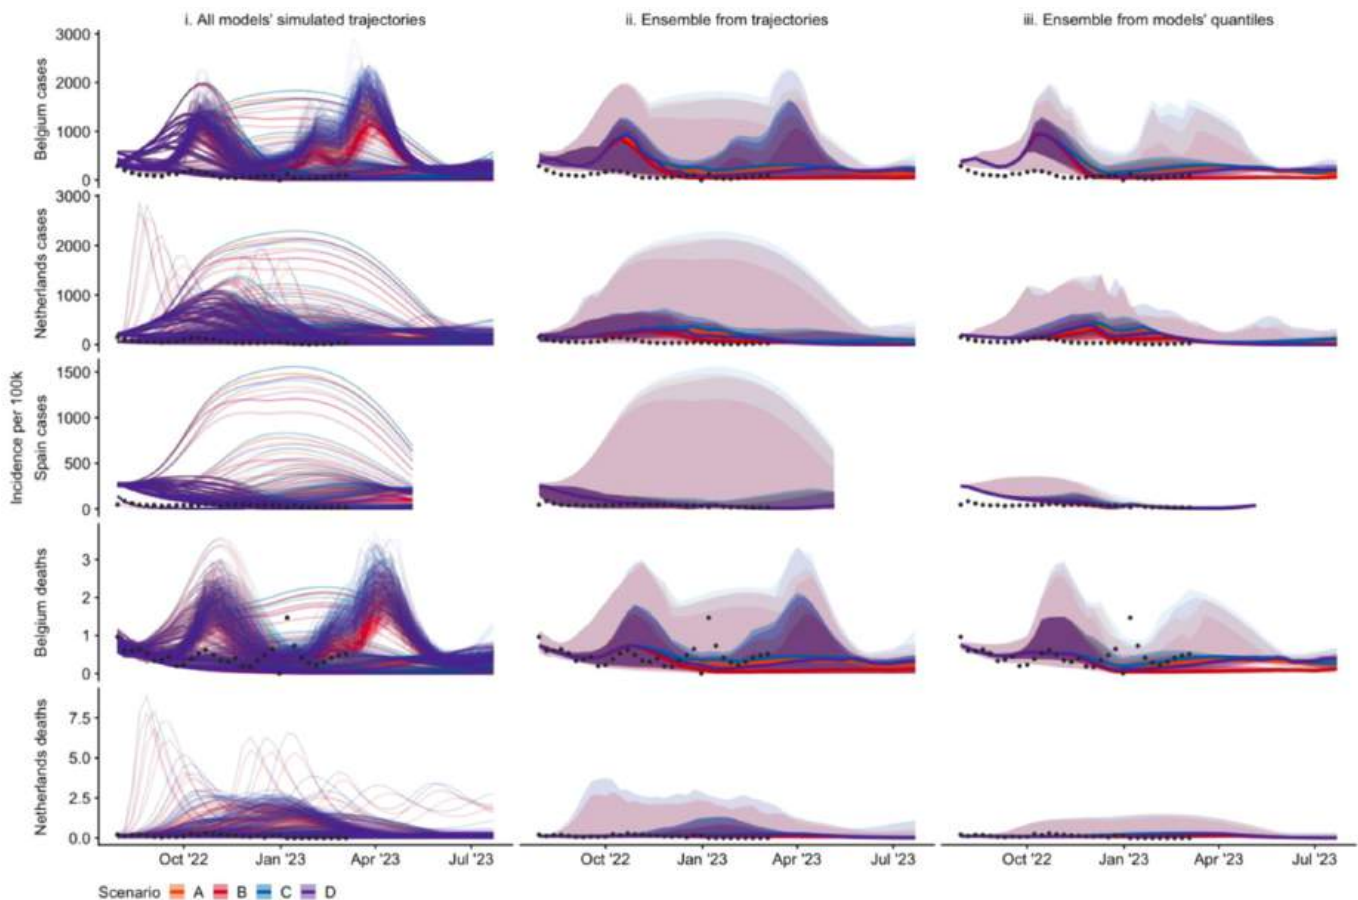 i. All models' simulated trajectories
ii. Ensemble from trajectories
iii. Ensemble from models' quantiles
Incidence per 100k
Belgium cases
3000
2000
1000
0
Netherlands cases
3000
2000
1000
0
Spain cases
1500
1000
500
0
Belgium deaths
3
2
1
0
Netherlands deaths
7.5
5.0
2.5
0.0
Oct '22 Jan '23 Apr '23 Jul '23
Oct '22 Jan '23 Apr '23 Jul '23
Oct '22 Jan '23 Apr '23 Jul '23
Scenario A B C D